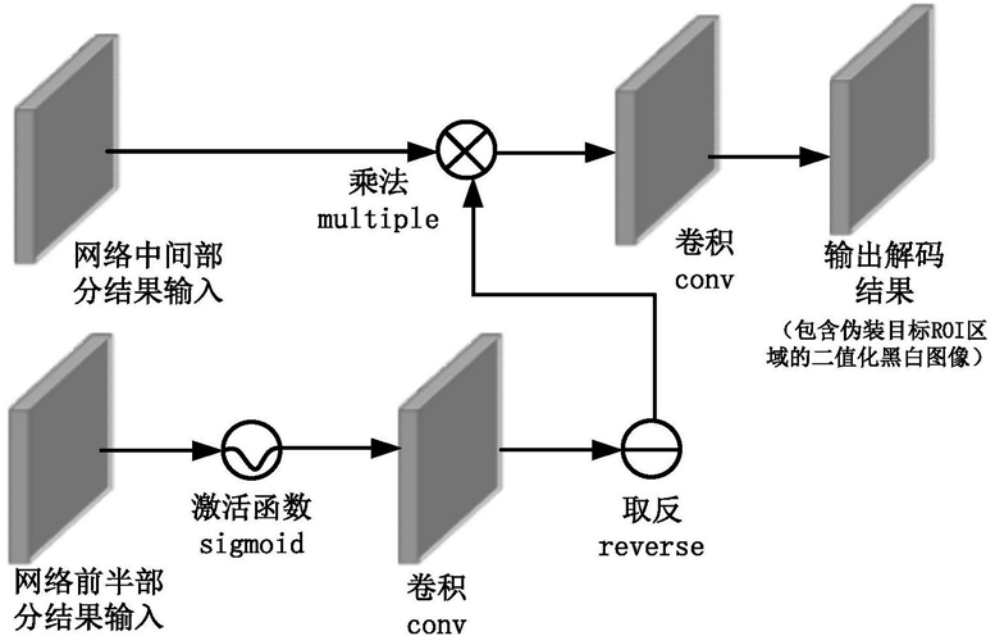 乘法
multiple
网络中间部
分结果输入
卷积
conv
输出解码
结果
（包含伪装目标ROI区
域的二值化黑白图像）
激活函数
sigmoid
取反
reverse
网络前半部
分结果输入
卷积
conv